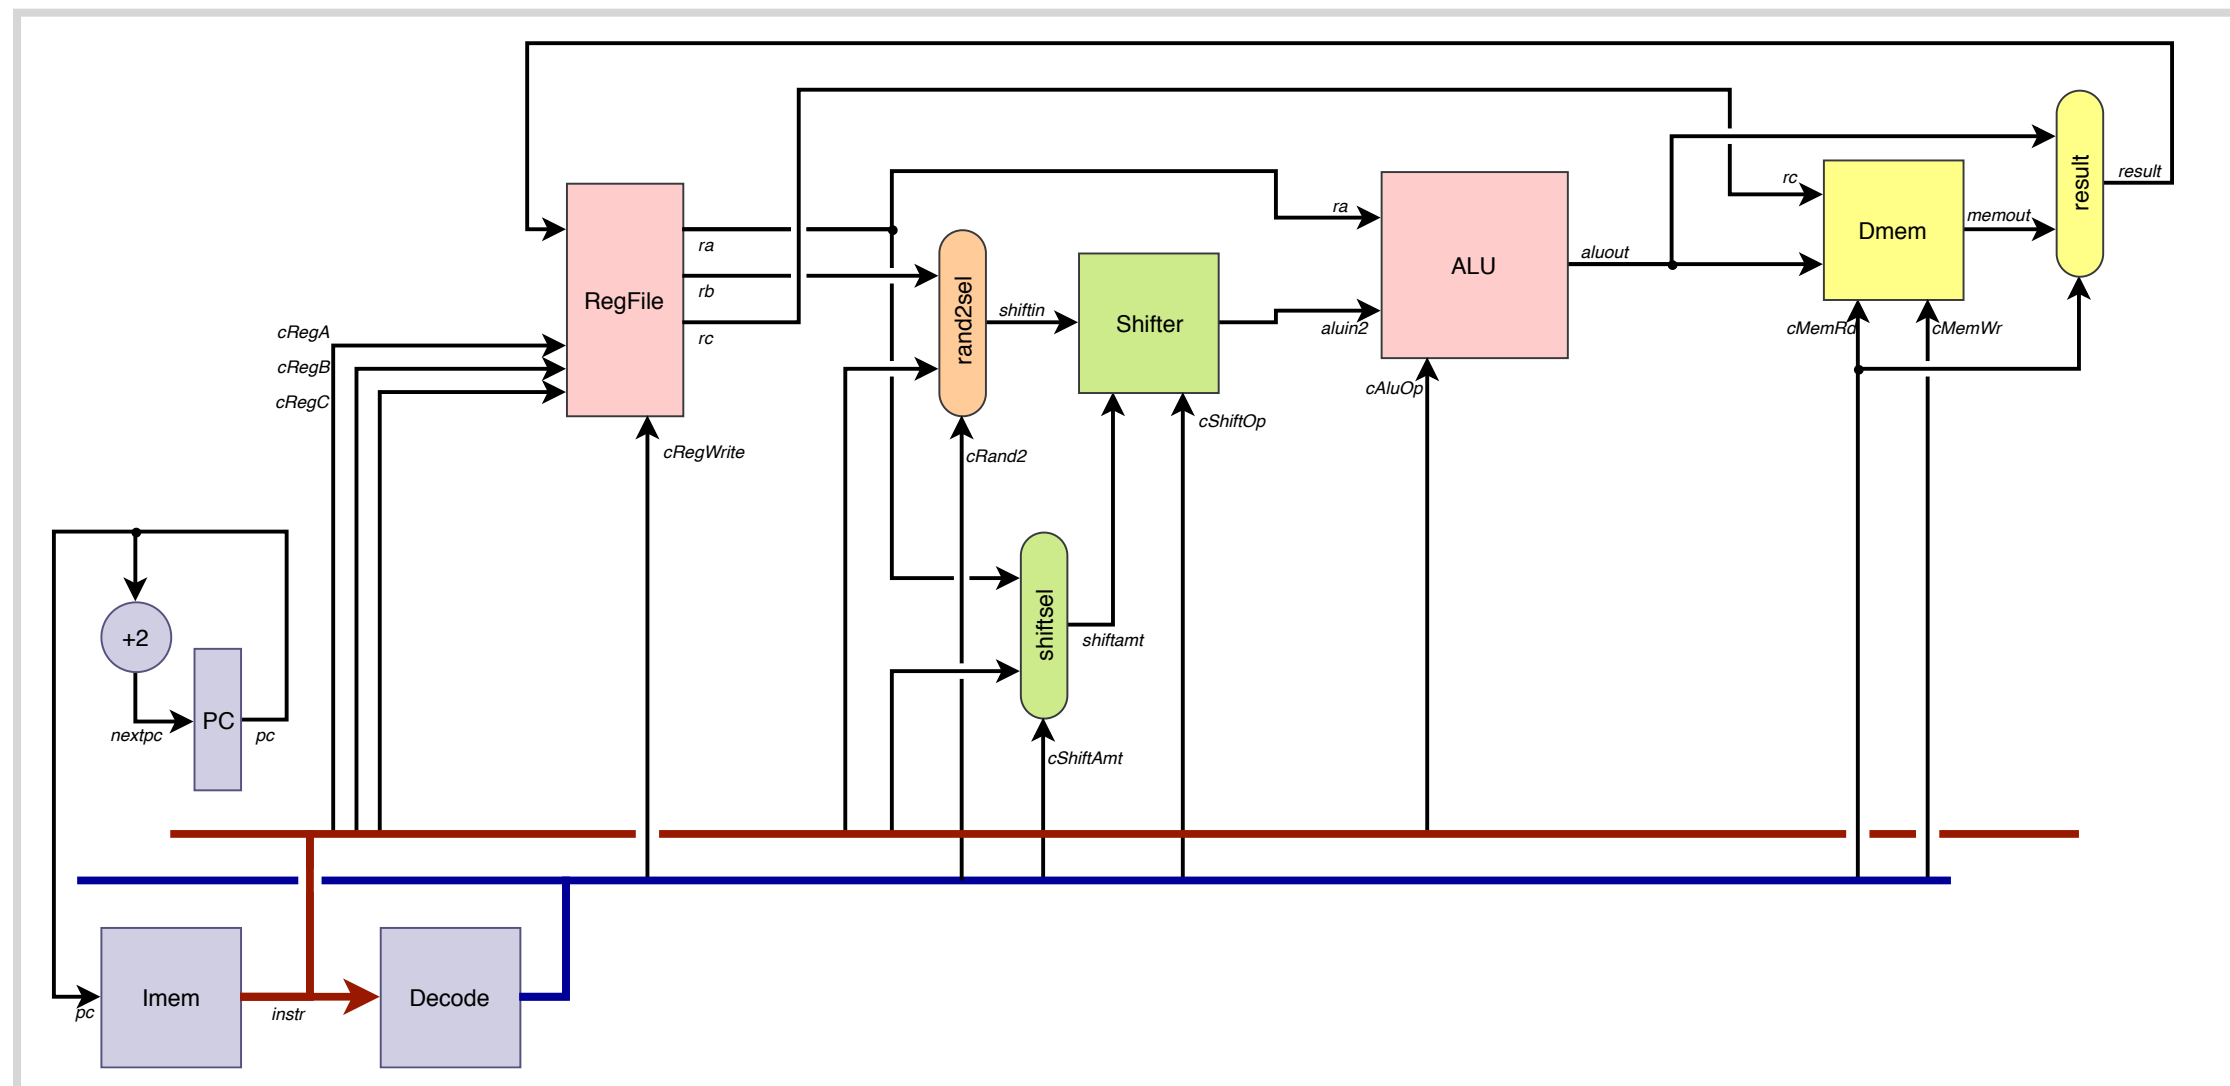 result
rc
ra
memout
result
Dmem
ra
aluout
ALU
rb
RegFile
shiftin
rand2sel
Shifter
aluin2
rc
cRegA
cRegB
cRegC
cMemRd
cMemWr
cAluOp
cShiftOp
cRegWrite
cRand2
+2
shiftsel
shiftamt
PC
nextpc
pc
cShiftAmt
Imem
Decode
pc
instr